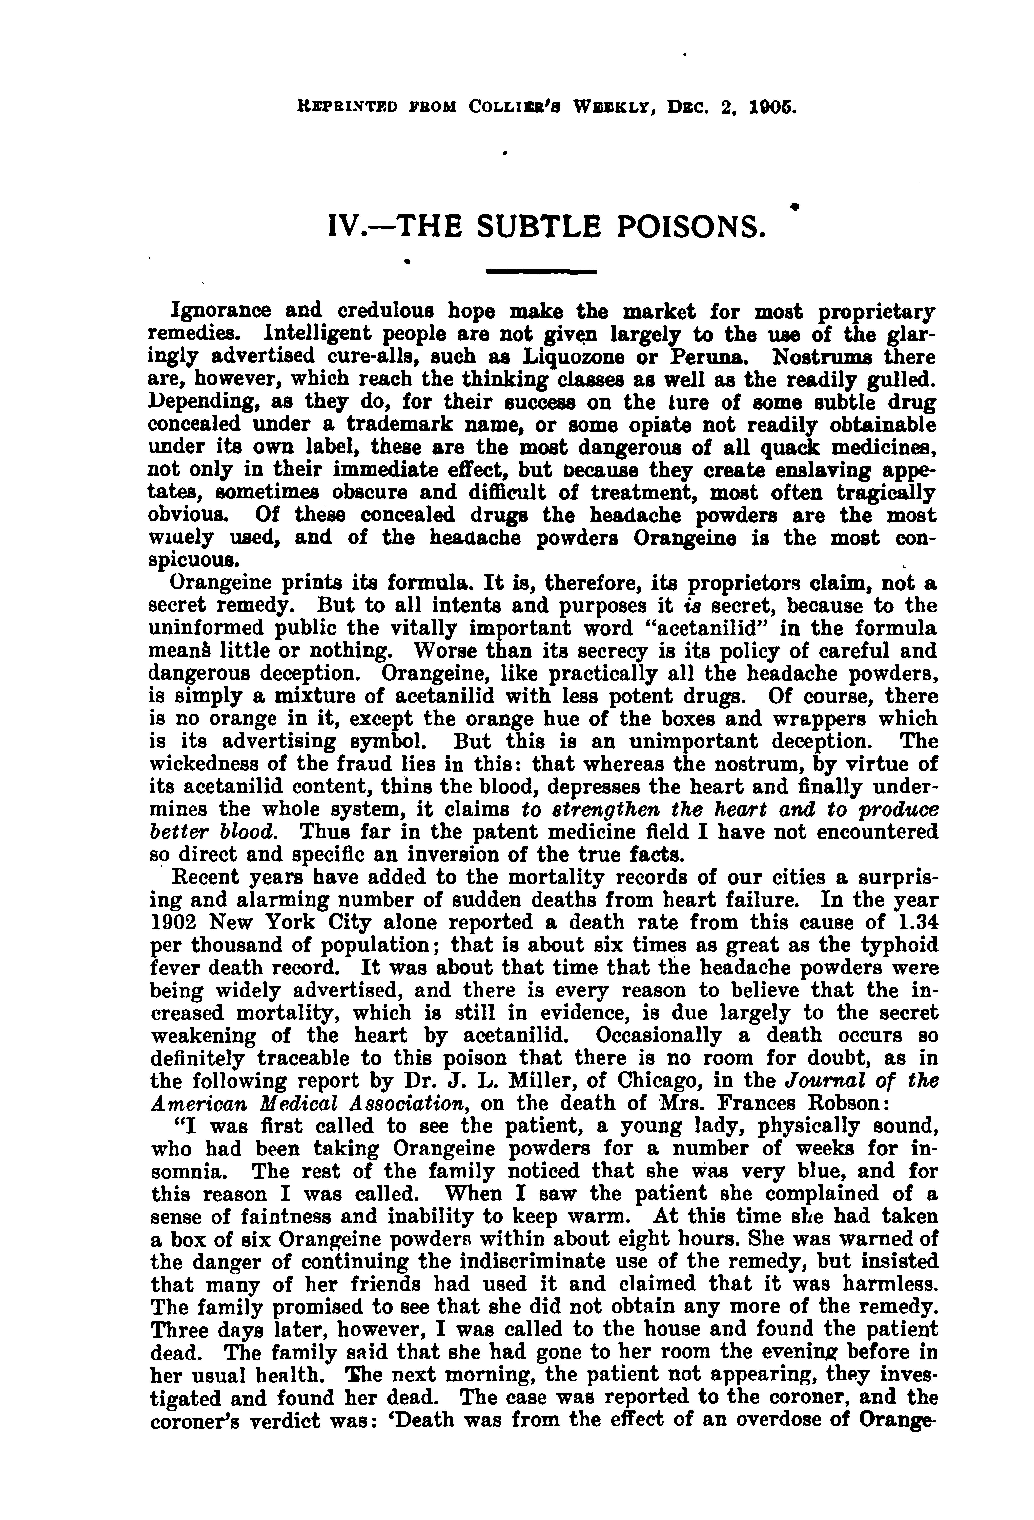 REPRINTED FROM COLLIER'S WEEKLY, DEC. 2, 1905.
IV.—THE SUBTLE POISONS.
Ignorance and credulous hope make the market for most proprietary
remedies. Intelligent people are not given largely to the use of the glar-
ingly advertised cure-alls, such as Liquozone or Peruna. Nostrums there
are, however, which reach the thinking classes as well as the readily gulled.
Depending, as they do, for their success on the lure of some subtle drug
concealed under a trademark name, or some opiate not readily obtainable
under its own label, these are the most dangerous of all quack medicines,
not only in their immediate effect, but because they create enslaving appe-
tates, sometimes obscure and difficult of treatment, most often tragically
obvious. Of these concealed drugs the headache powders are the most
widely used, and of the headache powders Orangeine is the most con-
spicuous.
Orangeine prints its formula. It is, therefore, its proprietors claim, not a
secret remedy. But to all intents and purposes it is secret, because to the
uninformed public the vitally important word "acetanilid" in the formula
means little or nothing. Worse than its secrecy is its policy of careful and
dangerous deception. Orangeine, like practically all the headache powders,
is simply a mixture of acetanilid with less potent drugs. Of course, there
is no orange in it, except the orange hue of the boxes and wrappers which
is its advertising symbol. But this is an unimportant deception. The
wickedness of the fraud lies in this: that whereas the nostrum, by virtue of
its acetanilid content, thins the blood, depresses the heart and finally under-
mines the whole system, it claims to strengthen the heart and to produce
better blood. Thus far in the patent medicine field I have not encountered
so direct and specific an inversion of the true facts.
Recent years have added to the mortality records of our cities a surpris-
ing and alarming number of sudden deaths from heart failure. In the year
1902 New York City alone reported a death rate from this cause of 1.34
per thousand of population; that is about six times as great as the typhoid
fever death record. It was about that time that the headache powders were
being widely advertised, and there is every reason to believe that the in-
creased mortality, which is still in evidence, is due largely to the secret
weakening of the heart by acetanilid. Occasionally a death occurs so
definitely traceable to this poison that there is no room for doubt, as in
the following report by Dr. J. L. Miller, of Chicago, in the Journal of the
American Medical Association, on the death of Mrs. Frances Robson:
"I was first called to see the patient, a young lady, physically sound,
who had been taking Orangeine powders for a number of weeks for in-
somnia. The rest of the family noticed that she was very blue, and for
this reason I was called. When I saw the patient she complained of a
sense of faintness and inability to keep warm. At this time she had taken
a box of six Orangeine powders within about eight hours. She was warned of
the danger of continuing the indiscriminate use of the remedy, but insisted
that many of her friends had used it and claimed that it was harmless.
The family promised to see that she did not obtain any more of the remedy.
Three days later, however, I was called to the house and found the patient
dead. The family said that she had gone to her room the evening before in
her usual health. The next morning, the patient not appearing, they inves-
tigated and found her dead. The case was reported to the coroner, and the
coroner's verdict was: 'Death was from the effect of an overdose of Orange-